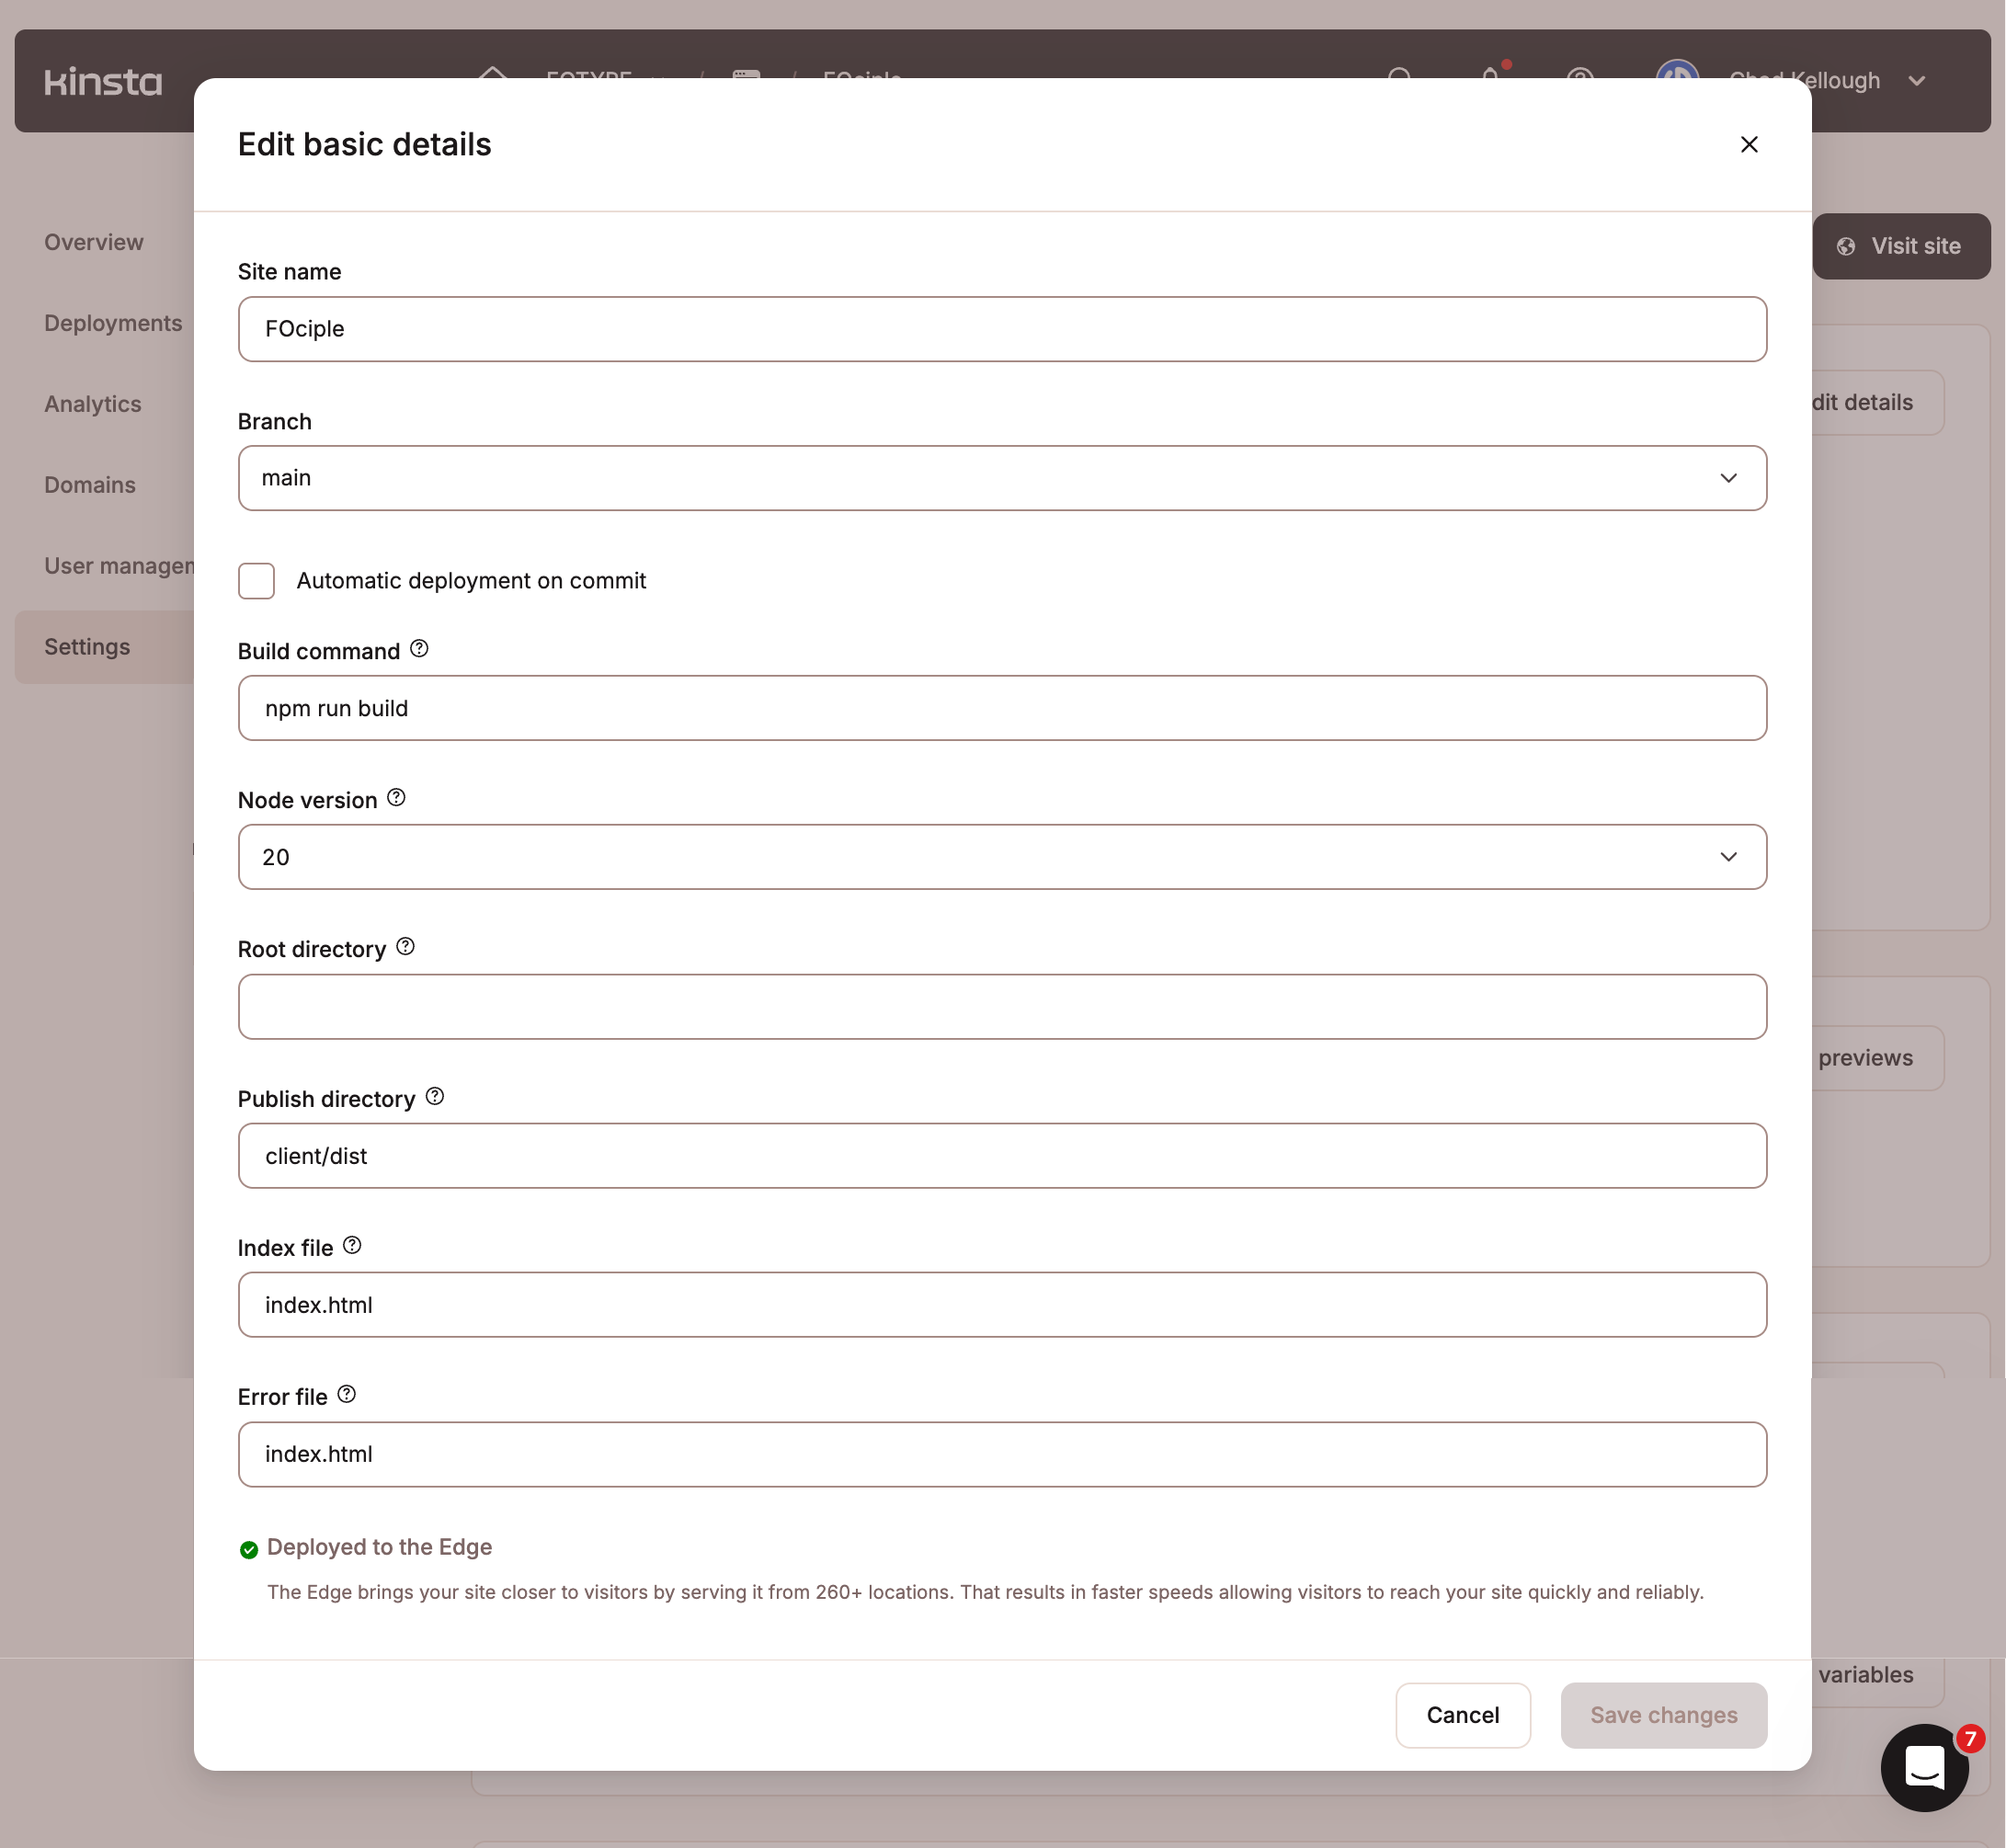 kinsta
FOciple
Chad Kellough
Edit basic details
Overview
Deployments
Analytics
Domains
Settings
Visit site
details
previews
variables
Site name
FOciple
Branch
main
Automatic deployment on commit
Build command
npm run build
Node version
20
Root directory
Publish directory
client/dist
Index file
index.html
Error file
index.html
Deployed to the Edge
The Edge brings your site closer to visitors by serving it from 260+ locations. That results in faster speeds allowing visitors to reach your site quickly and reliably.
Cancel
Save changes
7